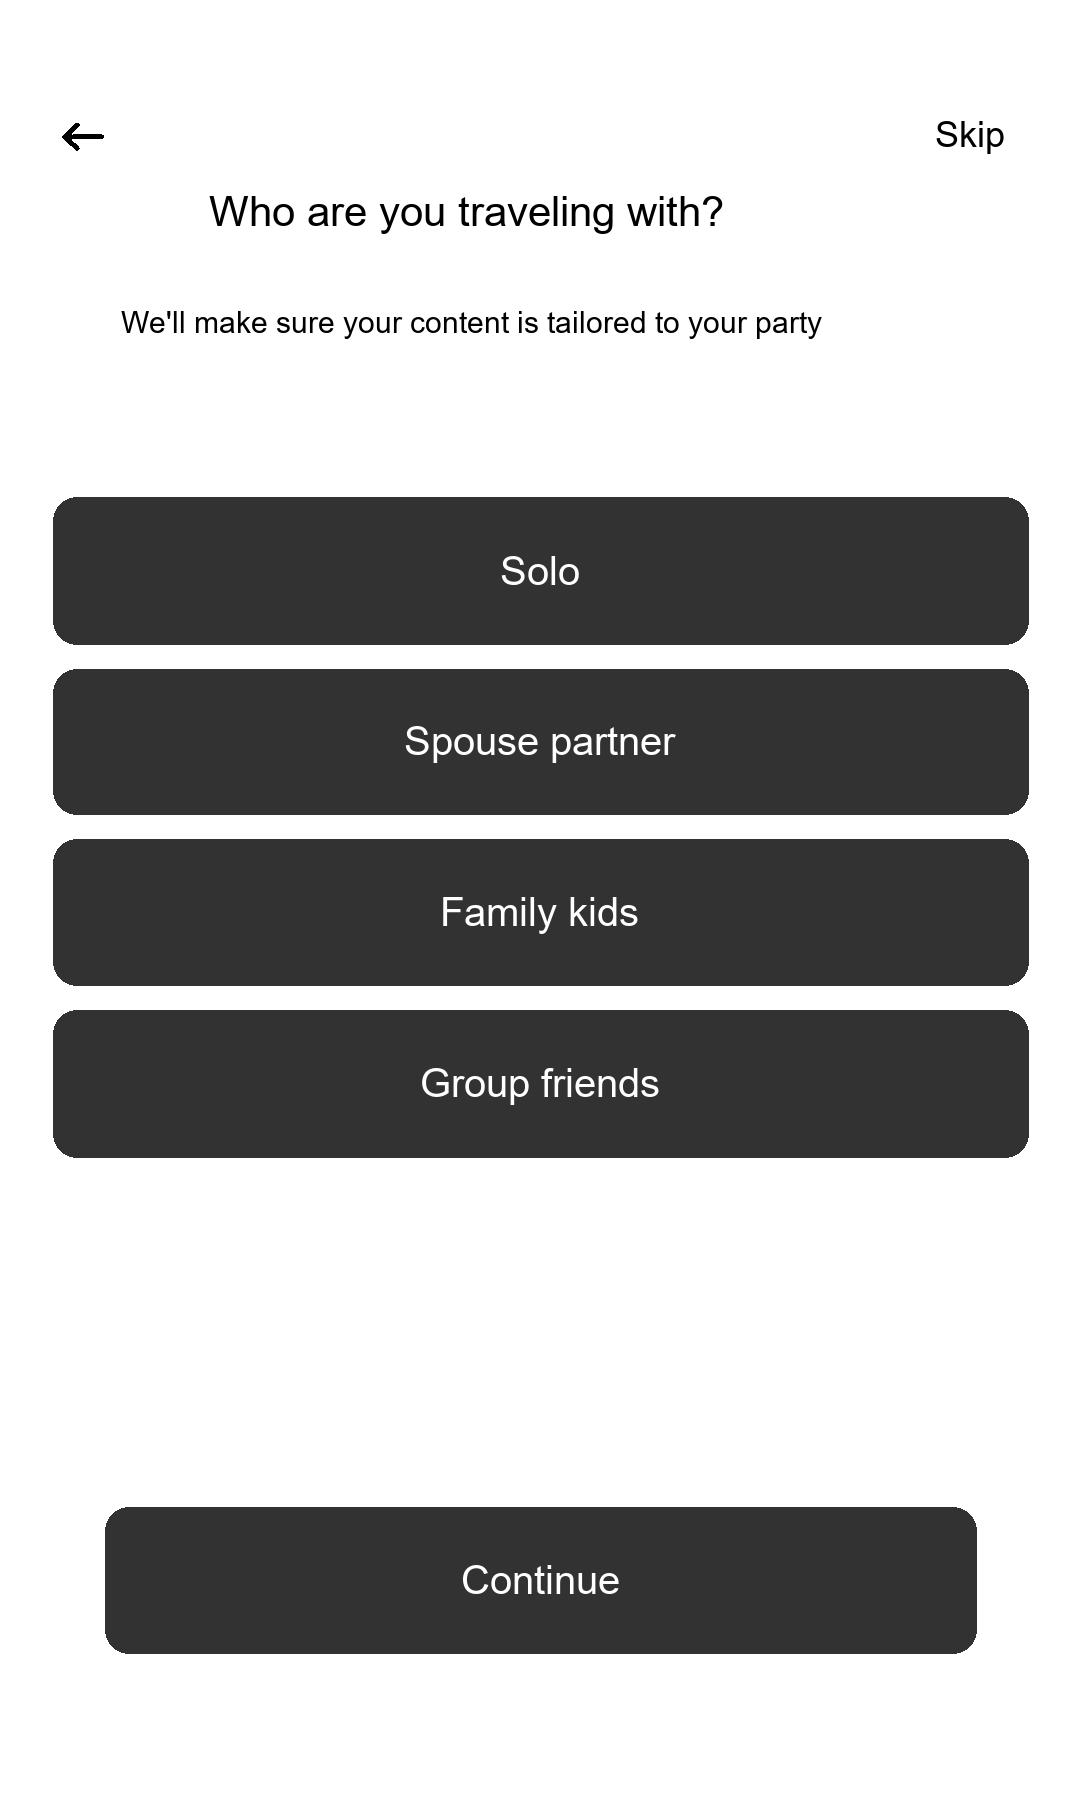 Skip
Who are you traveling with?
We'll make sure your content is tailored to your party
Solo
Spouse partner
Family kids
Group friends
Continue